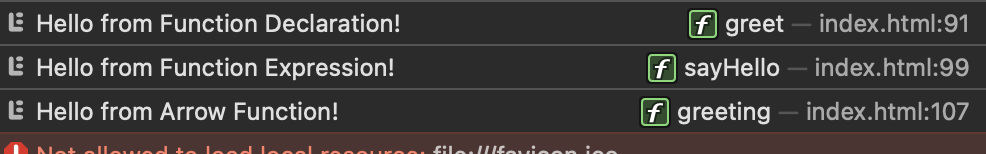 Hello from Function Declaration! f greet — index.html:91
Hello from Function Expression! f sayHello — index.html:99
Hello from Arrow Function! f greeting — index.html:107
Not allowed to load local resource: file:///favicon.ico